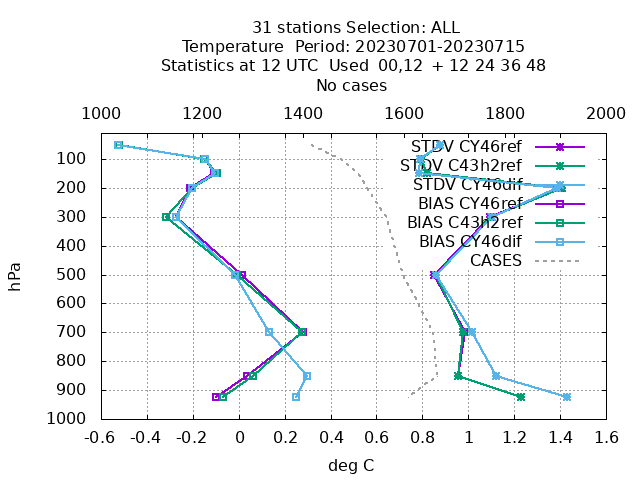 31 stations Selection: ALL
Temperature  Period: 20230701-20230715
Statistics at 12 UTC  Used  00,12  + 12 24 36 48
No cases
1000 1200 1400 1600 1800 2000
STDV CY46ref
STDV C43h2ref
STDV CY46dif
BIAS CY46ref
BIAS C43h2ref
BIAS CY46dif
CASES
100
200
300
400
500
600
700
800
900
1000
hPa
-0.6 -0.4 -0.2 0 0.2 0.4 0.6 0.8 1 1.2 1.4 1.6
deg C